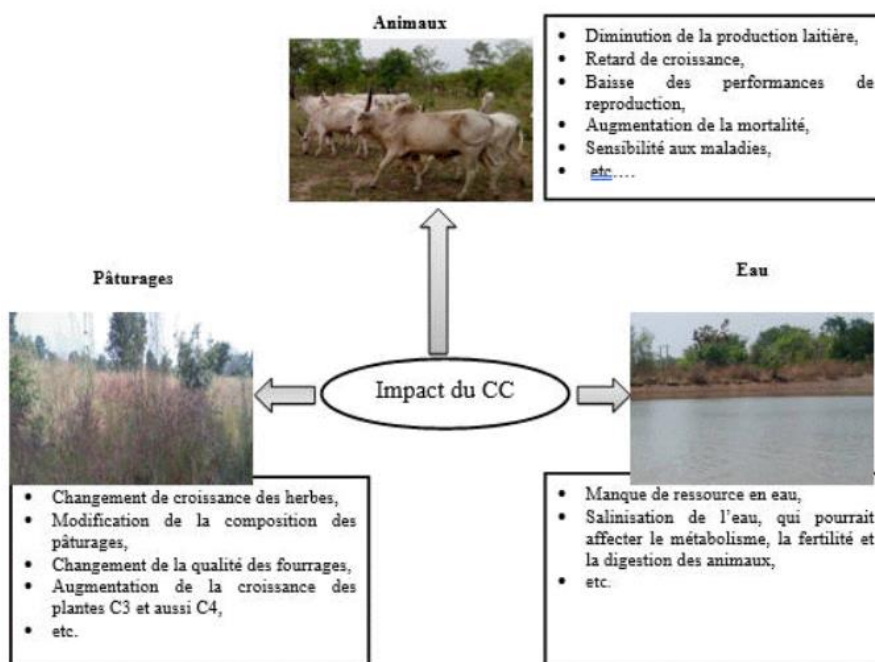 Animaux
• Diminution de la production laitière,
• Retard de croissance,
• Baisse des performances de
reproduction,
• Augmentation de la mortalité,
• Sensibilité aux maladies,
• etc….
Pâturages
Eau
Impact du CC
• Changement de croissance des herbes,
• Modification de la composition des
pâturages,
• Changement de la qualité des fourrages,
• Augmentation de la croissance des
plantes C3 et aussi C4,
• etc.
• Manque de ressource en eau,
• Salinisation de l’eau, qui pourrait
affecter le métabolisme, la fertilité et
la digestion des animaux,
• etc.